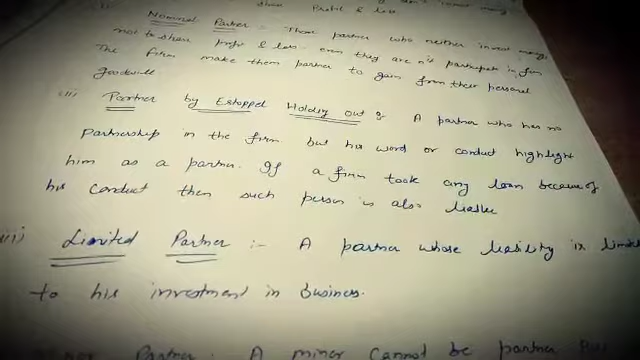 share Profit & loss.
Nominal Partner :- Those partner who neither invest money
not to share profit & loss. even they are not participate in firm
The firm make them partner to gain from their personal
goodwill
iii) Partner by Estoppel Holding out :- A partner who has no
Partnership in the firm but his word or conduct highlight
him as a partner. If a firm took any loan because of
his conduct then such person is also liable
iii) Limited Partner :- A partner whose liability is limited
to his investment in business.
Partner :- A minor cannot be partner